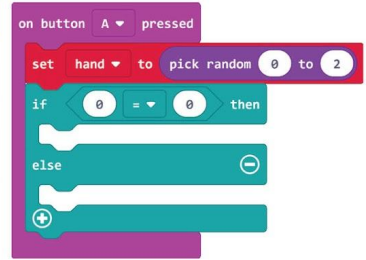 on button A pressed
set hand to pick random 0 to 2
if 0 = 0 then
else